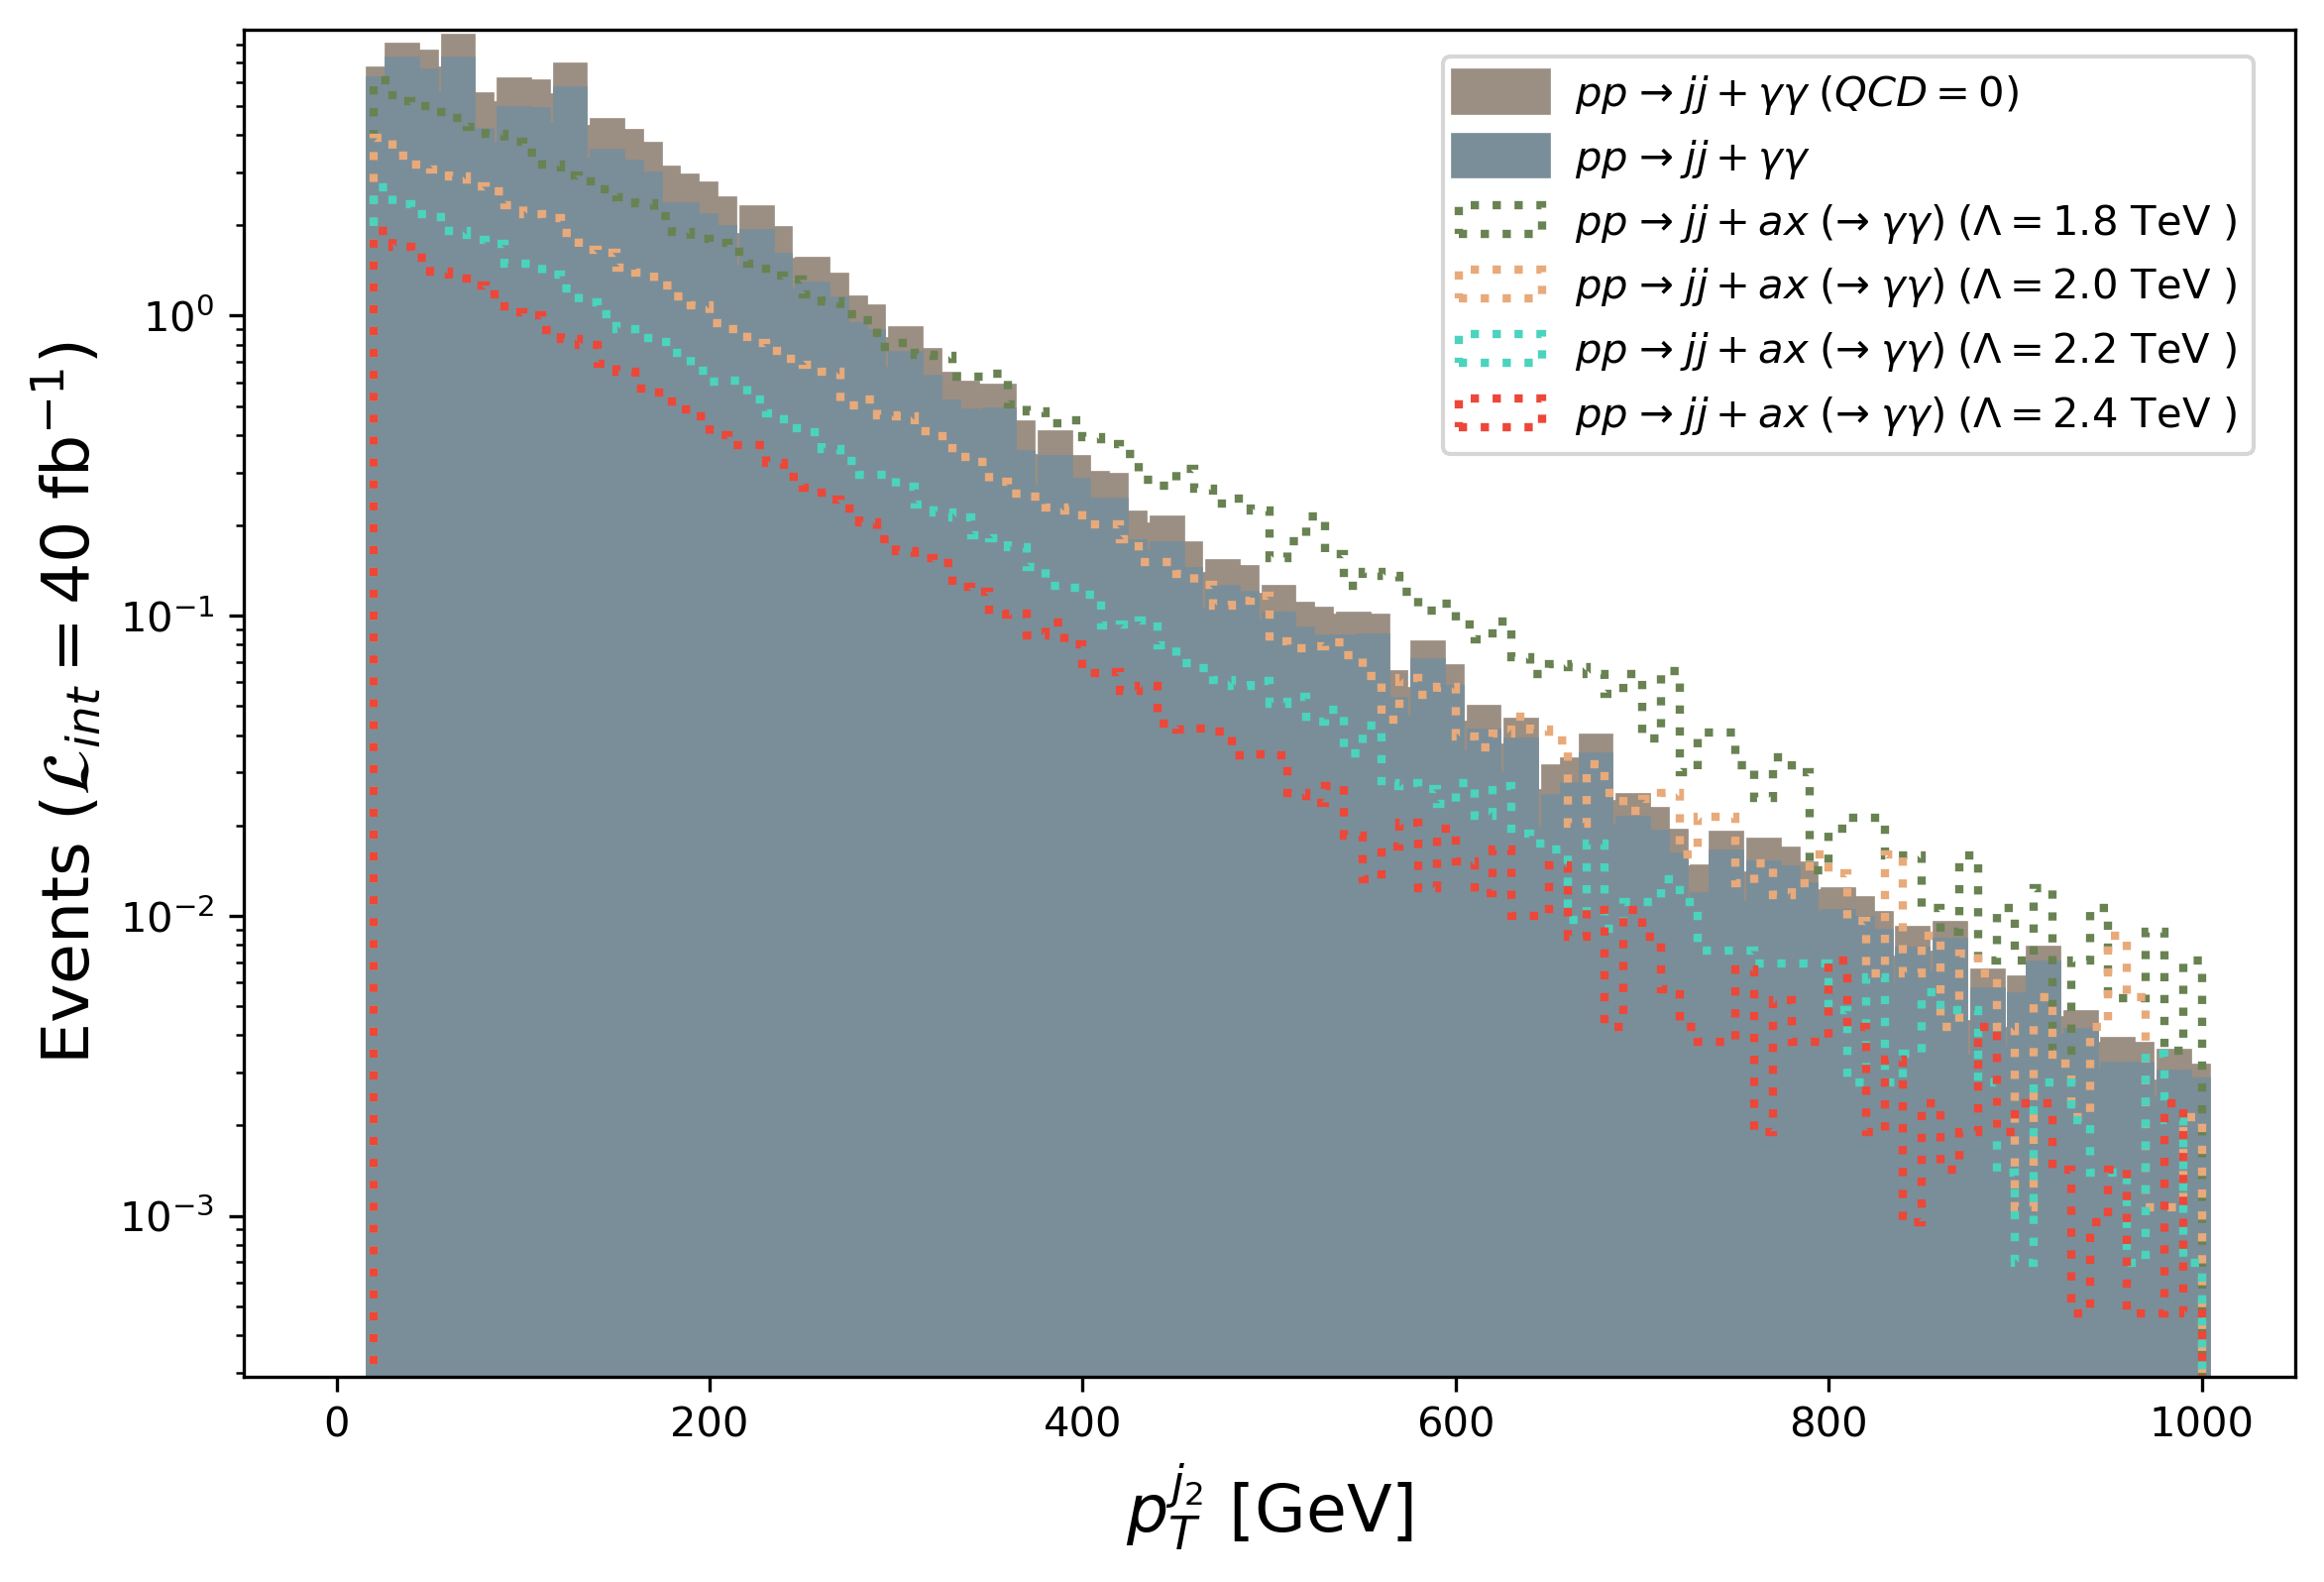 pp → jj + γγ (QCD = 0)
pp → jj + γγ
pp → jj + ax (→ γγ) (Λ = 1.8 TeV )
pp → jj + ax (→ γγ) (Λ = 2.0 TeV )
pp → jj + ax (→ γγ) (Λ = 2.2 TeV )
pp → jj + ax (→ γγ) (Λ = 2.4 TeV )
Events (ℒ_int = 40 fb⁻¹)
10⁰
10⁻¹
10⁻²
10⁻³
0 200 400 600 800 1000
p_T^{j₂} [GeV]